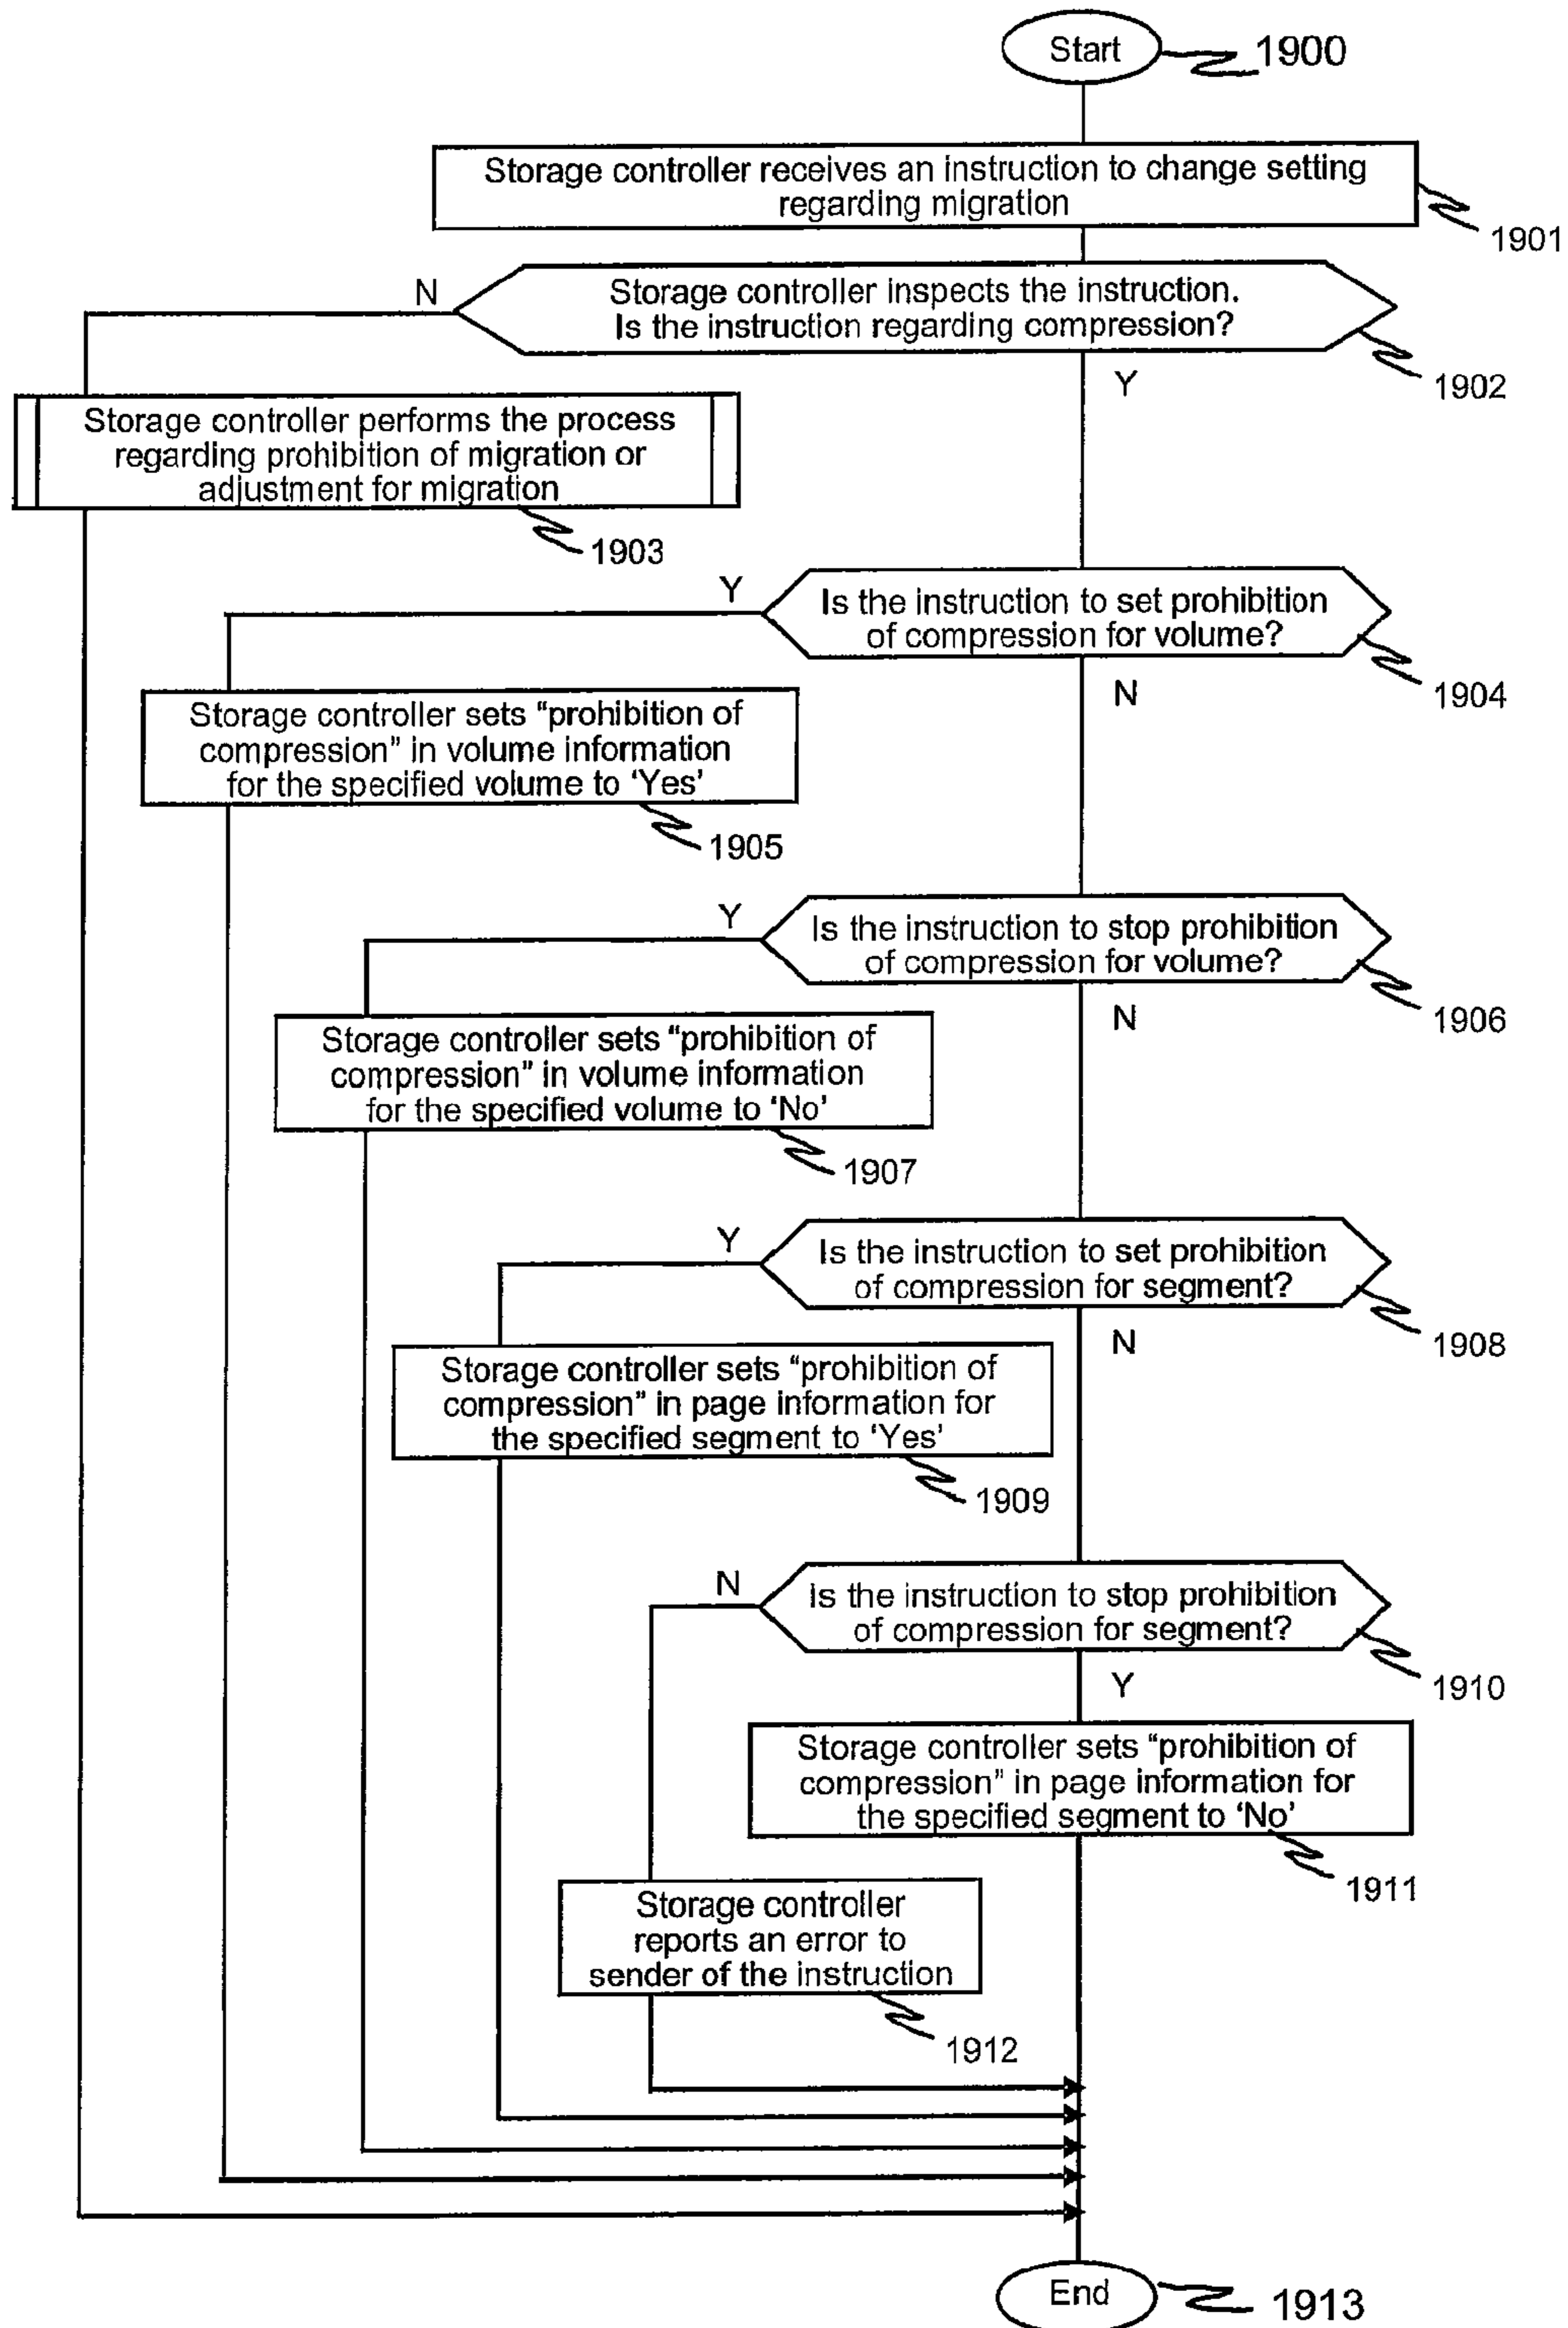 Start
1900
Storage controller receives an instruction to change setting
regarding migration
1901
N
Storage controller inspects the instruction.
Is the instruction regarding compression?
1902
Y
Storage controller performs the process
regarding prohibition of migration or
adjustment for migration
1903
Y
Is the instruction to set prohibition
of compression for volume?
1904
N
Storage controller sets “prohibition of
compression” in volume information
for the specified volume to ‘Yes’
1905
Y
Is the instruction to stop prohibition
of compression for volume?
1906
N
Storage controller sets “prohibition of
compression” in volume information
for the specified volume to ‘No’
1907
Y
Is the instruction to set prohibition
of compression for segment?
1908
N
Storage controller sets “prohibition of
compression” in page information for
the specified segment to ‘Yes’
1909
N
Is the instruction to stop prohibition
of compression for segment?
1910
Y
Storage controller sets “prohibition of
compression” in page information for
the specified segment to ‘No’
1911
Storage controller
reports an error to
sender of the instruction
1912
End
1913